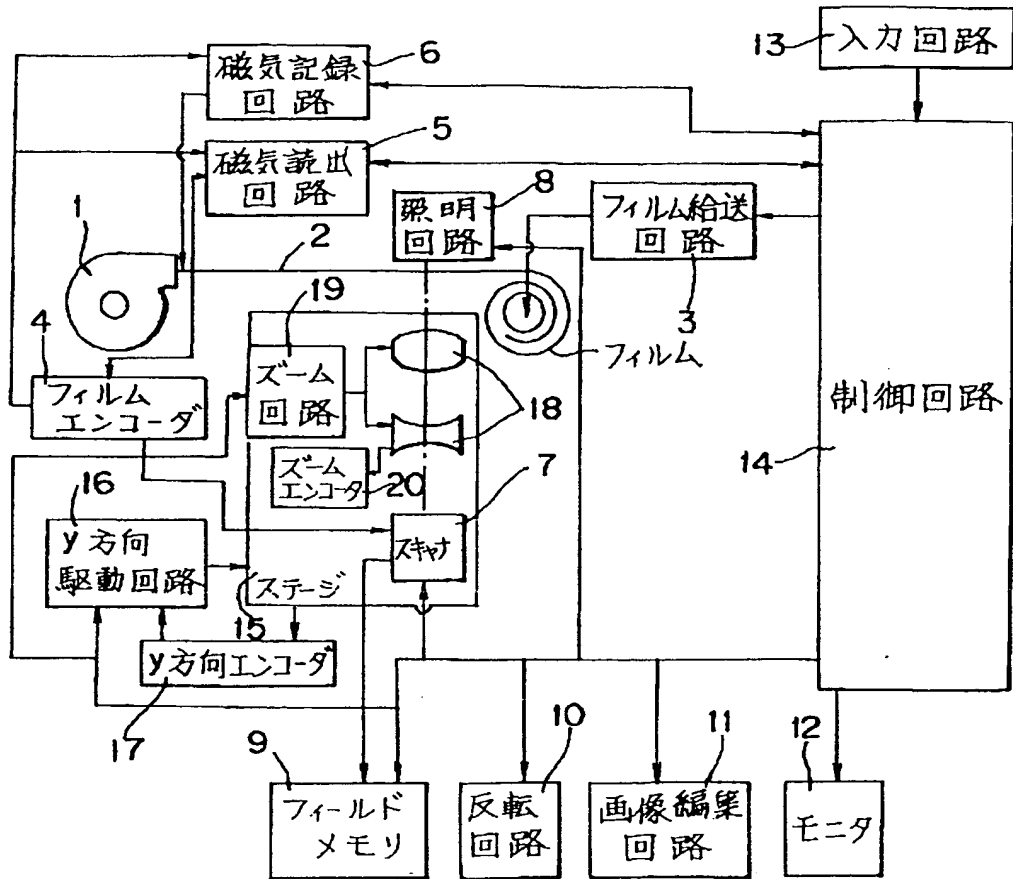 13
入力回路
6
磁気記録
回路
5
磁気読出
回路
8
照明
回路
フィルム給送
回路
3
1
2
フィルム
4
フィルム
エンコーダ
19
ズーム
回路
18
ズーム
エンコーダ
20
7
スキャナ
制御回路
14
16
y方向
駆動回路
ステージ
15
y方向エンコーダ
17
9
フィールド
メモリ
10
反転
回路
11
画像編集
回路
12
モニタ